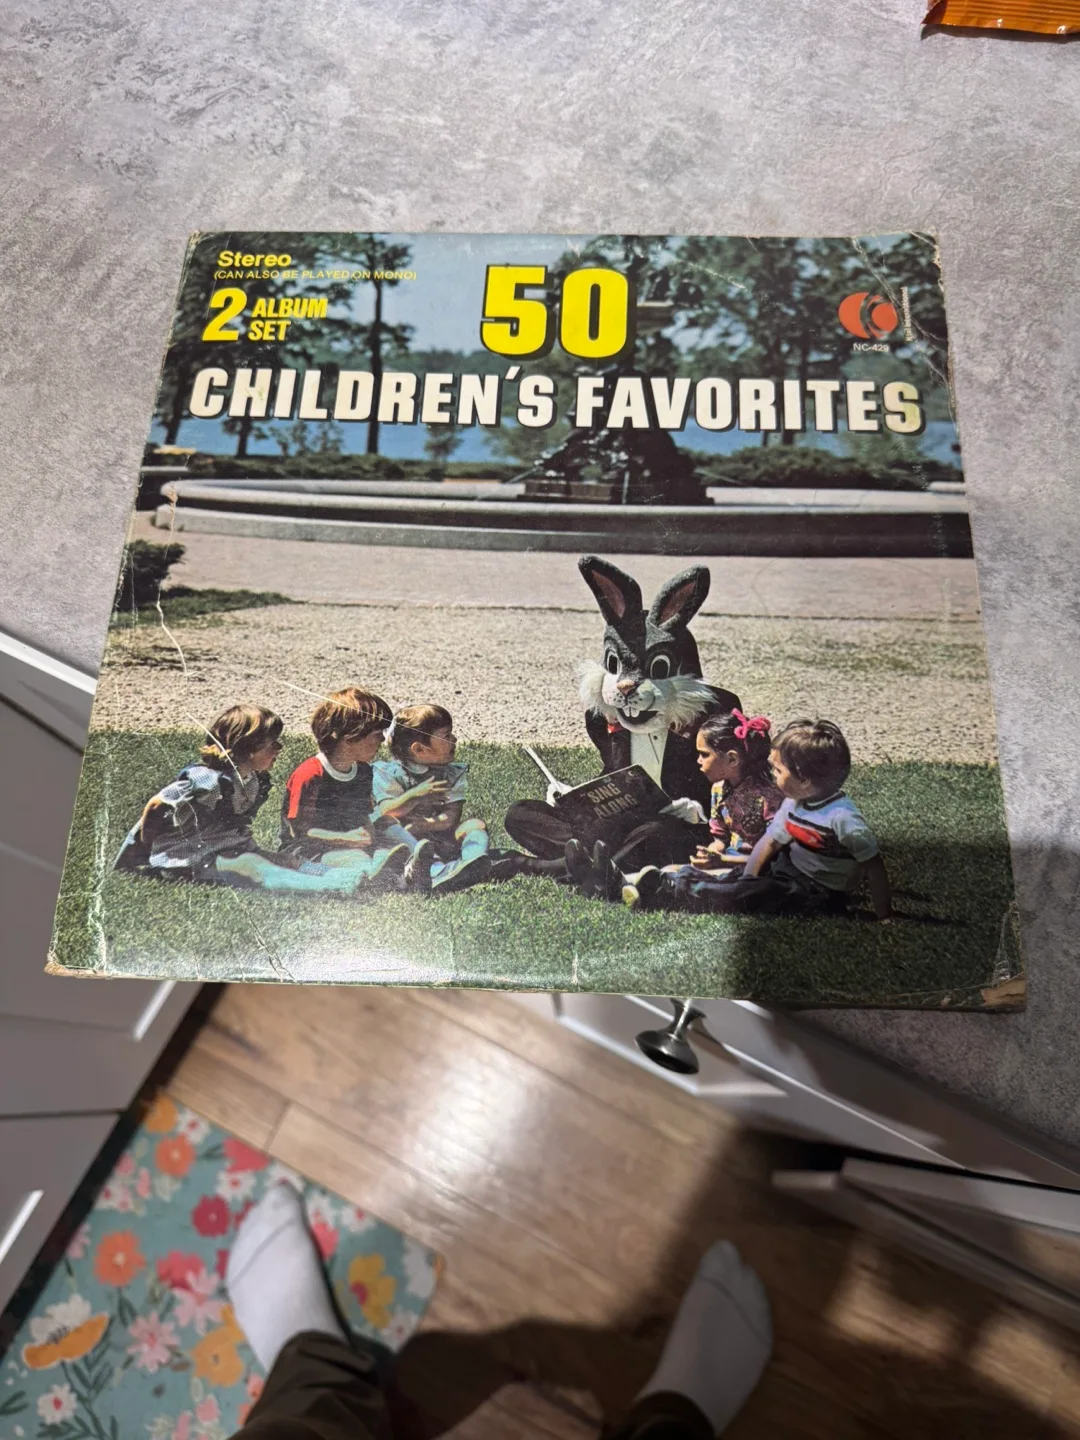 Stereo
(CAN ALSO BE PLAYED ON MONO)
2 ALBUM
SET
50
CHILDREN'S FAVORITES
NC-429
SING
ALONG